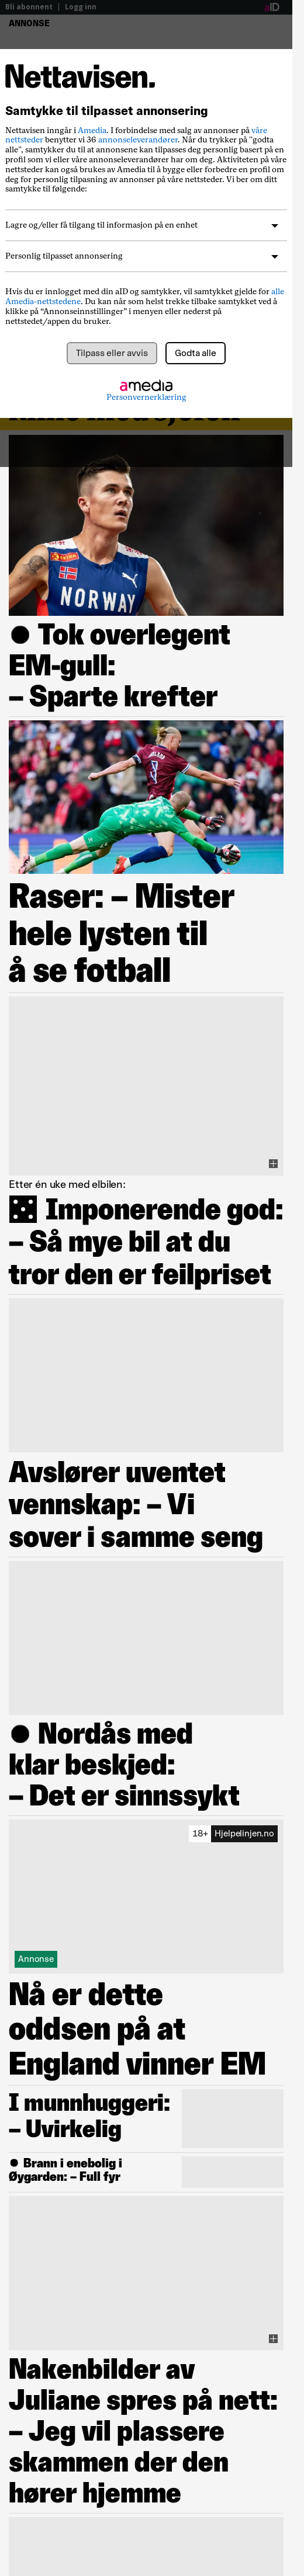 Bli abonnent | Logg inn
aID
ANNONSE
Nettavisen.
Samtykke til tilpasset annonsering
Nettavisen inngår i Amedia. I forbindelse med salg av annonser på våre
nettsteder benytter vi 36 annonseleverandører. Når du trykker på "godta
alle", samtykker du til at annonsene kan tilpasses deg personlig basert på en
profil som vi eller våre annonseleverandører har om deg. Aktiviteten på våre
nettsteder kan også brukes av Amedia til å bygge eller forbedre en profil om
deg for personlig tilpasning av annonser på våre nettsteder. Vi ber om ditt
samtykke til følgende:
Lagre og/eller få tilgang til informasjon på en enhet
Personlig tilpasset annonsering
Hvis du er innlogget med din aID og samtykker, vil samtykket gjelde for alle
Amedia-nettstedene. Du kan når som helst trekke tilbake samtykket ved å
klikke på “Annonseinnstillinger” i menyen eller nederst på
nettstedet/appen du bruker.
Tilpass eller avvis
Godta alle
amedia
Personvernerklæring
NORWAY
Tok overlegent
EM-gull:
– Sparte krefter
Raser: – Mister
hele lysten til
å se fotball
Etter én uke med elbilen:
Imponerende god:
– Så mye bil at du
tror den er feilpriset
Avslører uventet
vennskap: – Vi
sover i samme seng
Nordås med
klar beskjed:
– Det er sinnssykt
18+ Hjelpelinjen.no
Annonse
Nå er dette
oddsen på at
England vinner EM
I munnhuggeri:
– Uvirkelig
Brann i enebolig i
Øygarden: – Full fyr
Nakenbilder av
Juliane spres på nett:
– Jeg vil plassere
skammen der den
hører hjemme